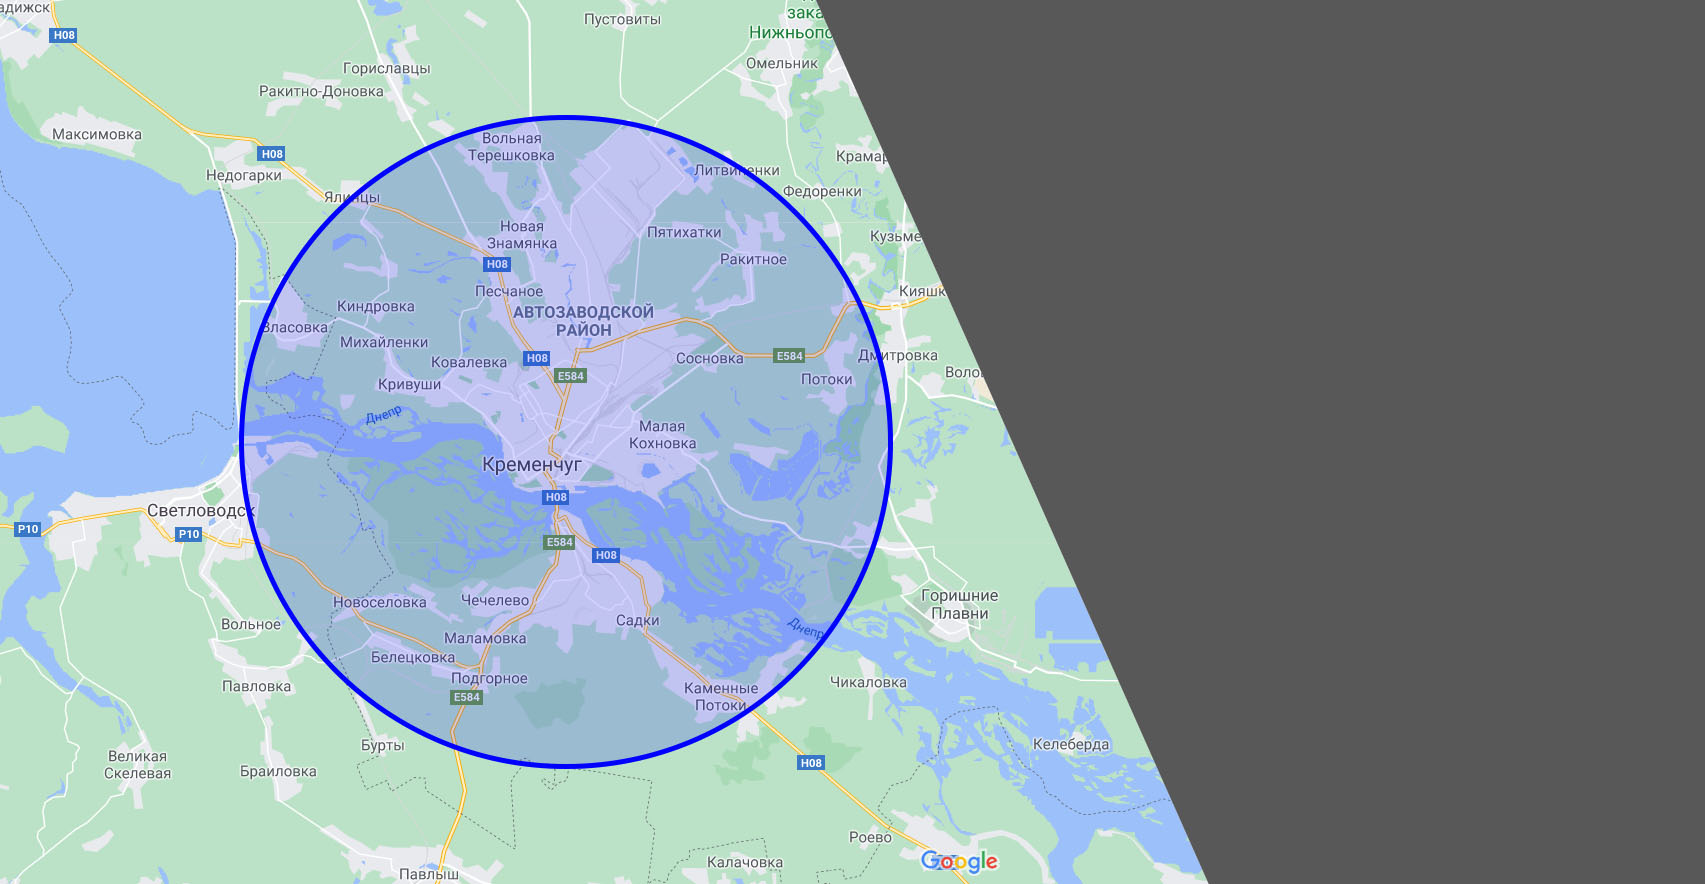 адижск
Пустовиты
зака
Нижньопо
H08
Гориславцы
Омельник
Ракитно-Доновка
Максимовка
Вольная
Терешковка
H08
Недогарки
Литвиненки
Крамар
Ялинцы
Федоренки
Новая
Знамянка
Пятихатки
Кузьме
H08
Ракитное
Песчаное
Кияшк
Киндровка
АВТОЗАВОДСКОЙ
РАЙОН
Власовка
Михайленки
Ковалевка
H08
Сосновка
E584
Дмитровка
E584
Кривуши
Потоки
Воло
Днепр
Малая
Кохновка
Кременчуг
H08
Светловодск
P10
P10
E584
H08
Новоселовка
Чечелево
Горишние
Плавни
Вольное
Садки
Днепр
Маламовка
Белецковка
Подгорное
Павловка
E584
Каменные
Потоки
Чикаловка
Бурты
Келеберда
Великая
Скелевая
H08
Браиловка
Роево
Калачовка
Google
Павлыш